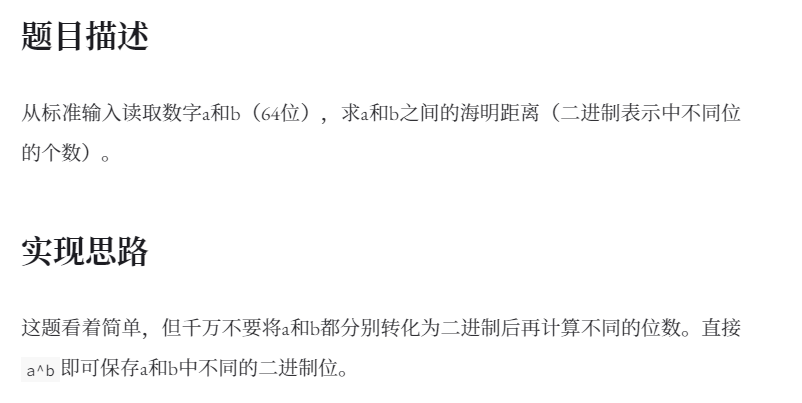 题目描述
从标准输入读取数字a和b（64位），求a和b之间的海明距离（二进制表示中不同位
的个数）。
实现思路
这题看着简单，但千万不要将a和b都分别转化为二进制后再计算不同的位数。直接
a^b即可保存a和b中不同的二进制位。